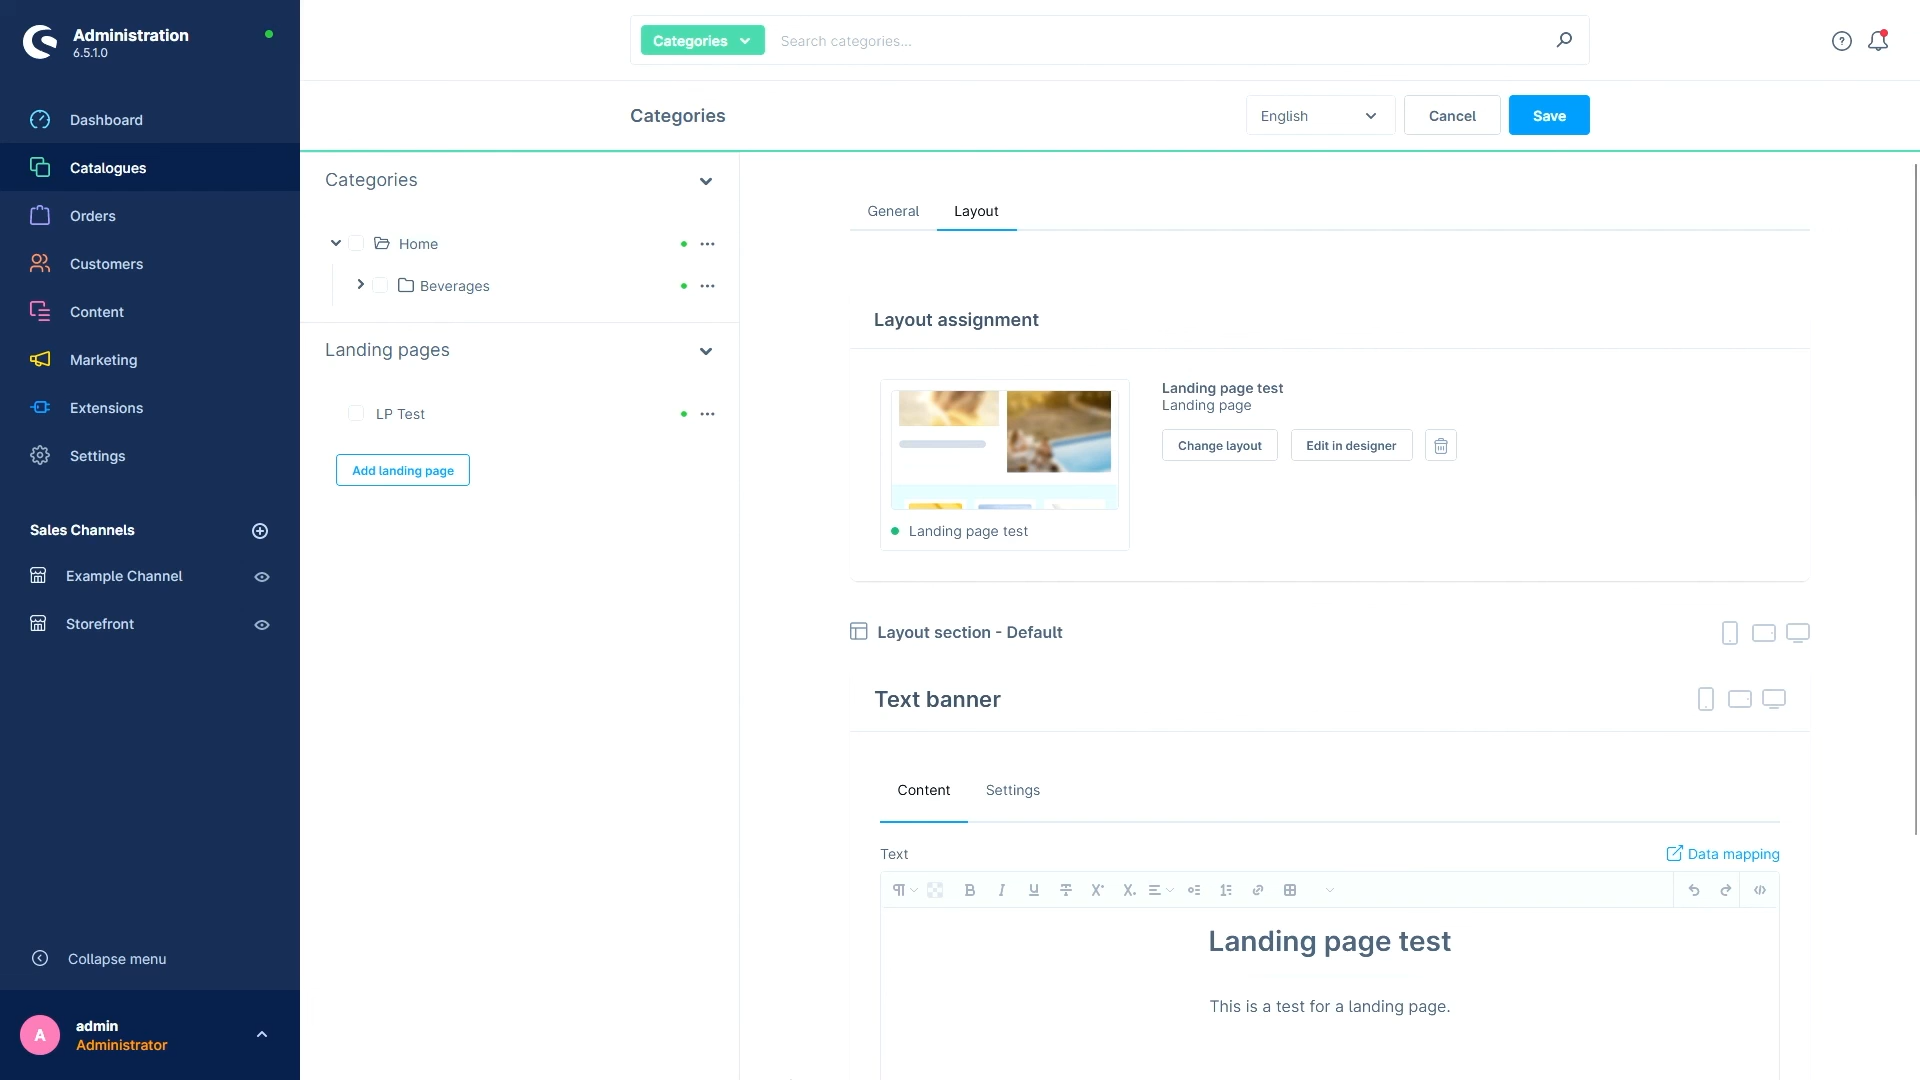 Administration
6.5.1.0
Dashboard
Catalogues
Orders
Customers
Content
Marketing
Extensions
Settings
Sales Channels
Example Channel
Storefront
Collapse menu
A
admin
Administrator
Categories
Search categories...
Categories
English
Cancel
Save
Categories
Home
Beverages
Landing pages
LP Test
Add landing page
General
Layout
Layout assignment
Landing page test
Landing page test
Landing page
Change layout
Edit in designer
Layout section - Default
Text banner
Content
Settings
Text
Data mapping
Landing page test
This is a test for a landing page.